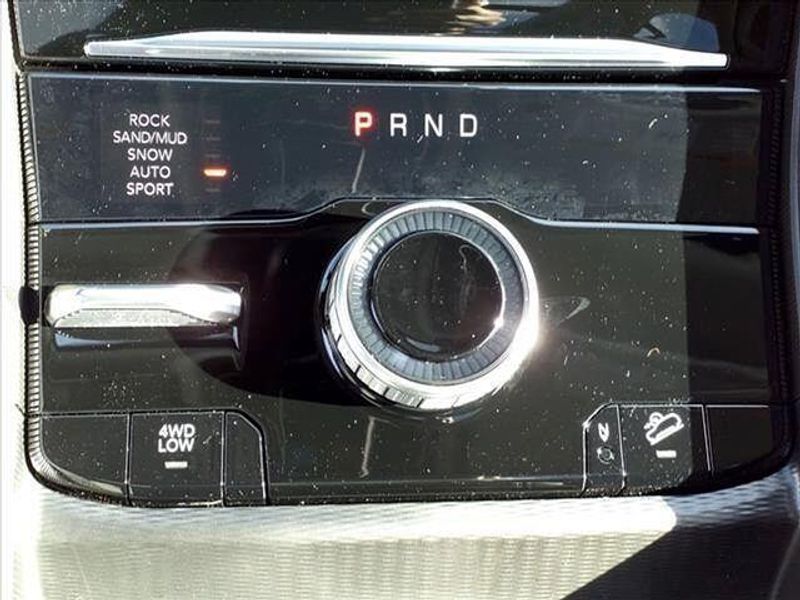 ROCK
SAND/MUD
SNOW
AUTO
SPORT
P R N D
4WD
LOW
N